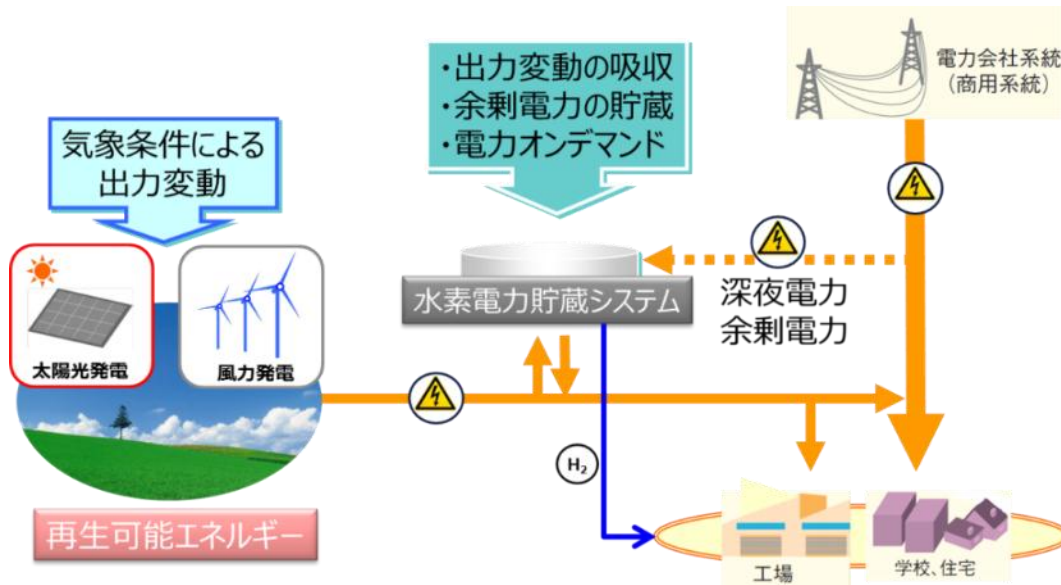 ・出力変動の吸収
・余剰電力の貯蔵
・電力オンデマンド
電力会社系統
(商用系統)
気象条件による
出力変動
太陽光発電
風力発電
水素電力貯蔵システム
深夜電力
余剰電力
H₂
再生可能エネルギー
工場
学校、住宅